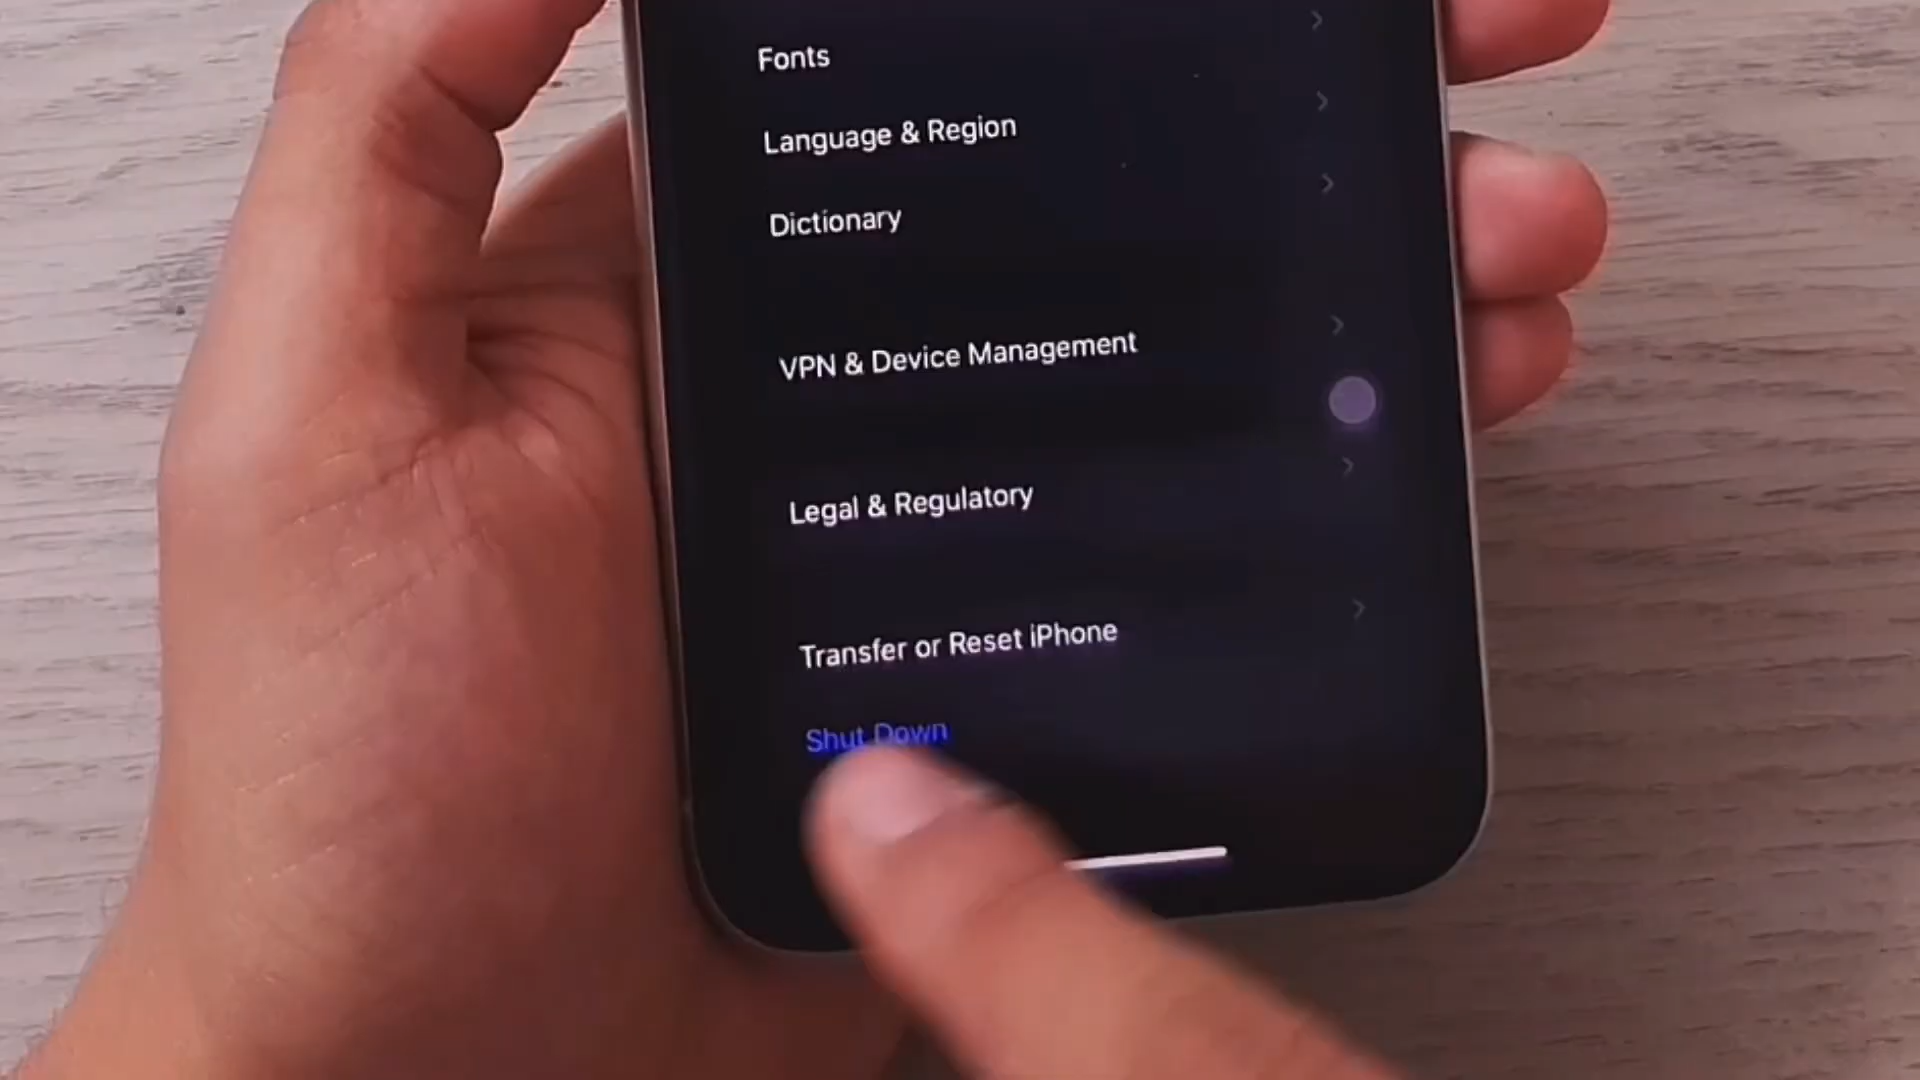 Fonts
Language & Region
Dictionary
VPN & Device Management
Legal & Regulatory
Transfer or Reset iPhone
Shut Down